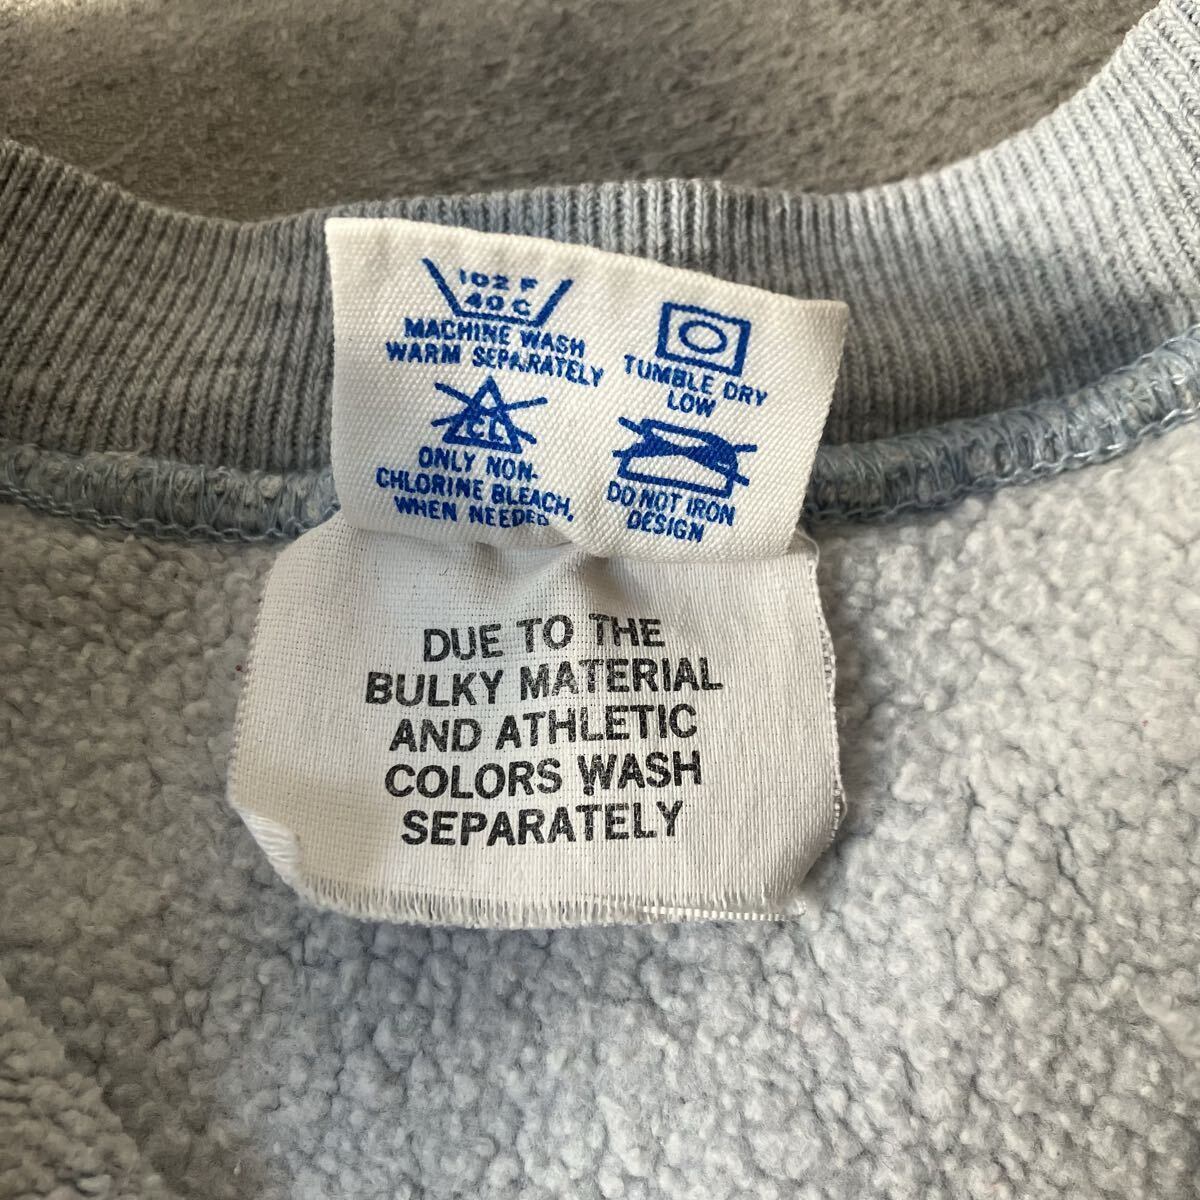 102 F
40 C
MACHINE WASH
WARM SEPARATELY
CL
ONLY NON-
CHLORINE BLEACH,
WHEN NEEDED
TUMBLE DRY
LOW
DO NOT IRON
DESIGN
DUE TO THE
BULKY MATERIAL
AND ATHLETIC
COLORS WASH
SEPARATELY